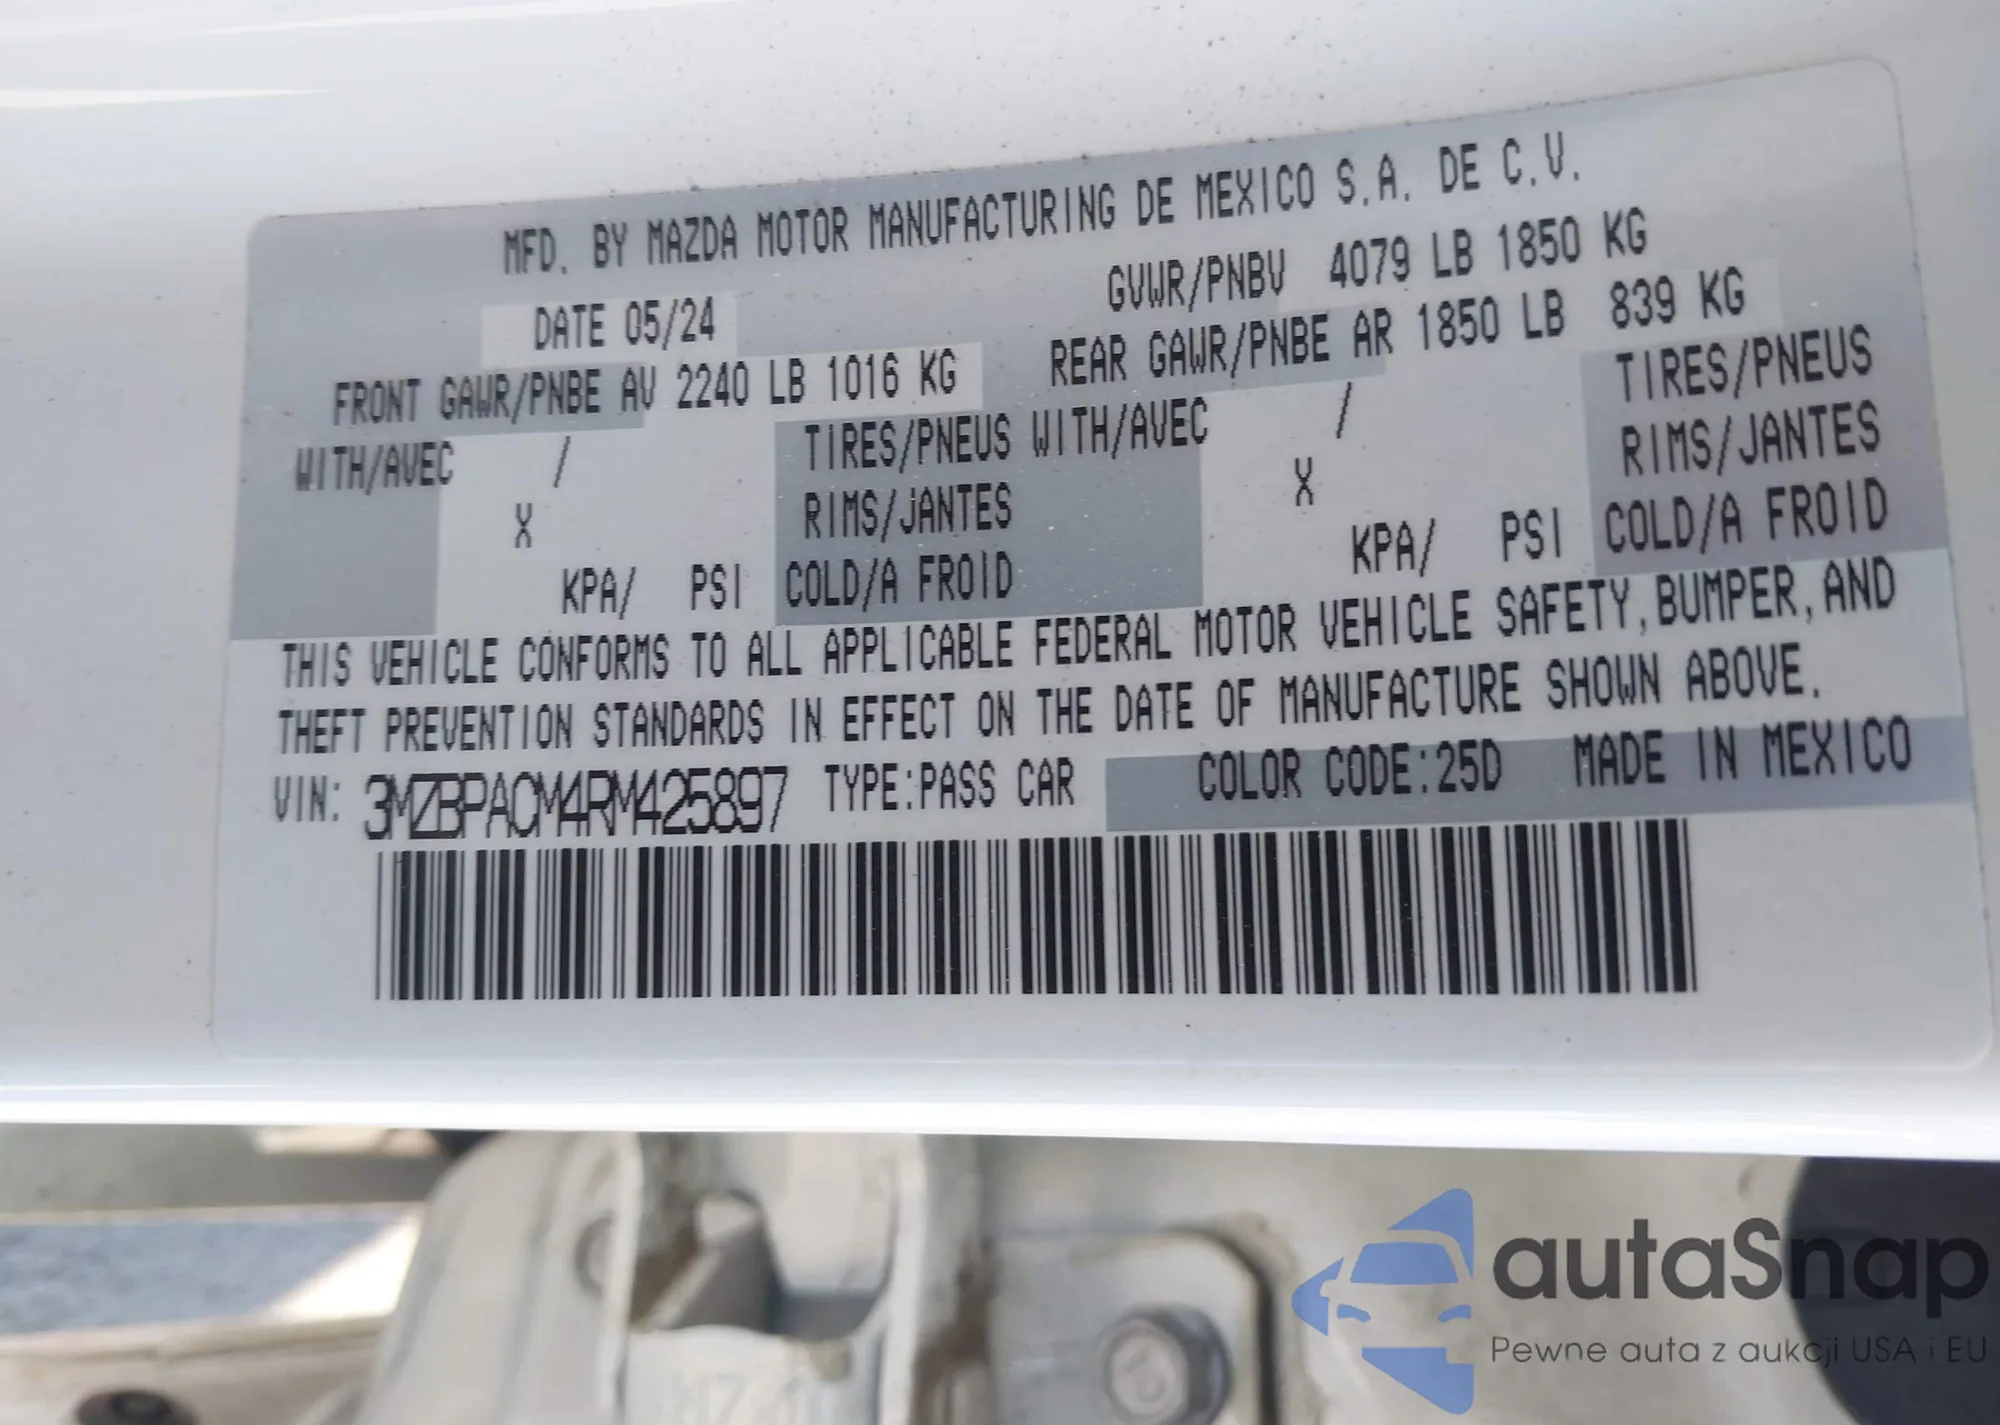 MFD. BY MAZDA MOTOR MANUFACTURING DE MEXICO S.A. DE C.V.
DATE 05/24 GVWR/PNBV 4079 LB 1850 KG
FRONT GAWR/PNBE AV 2240 LB 1016 KG REAR GAWR/PNBE AR 1850 LB 839 KG
WITH/AVEC / TIRES/PNEUS WITH/AVEC / TIRES/PNEUS
X RIMS/JANTES X RIMS/JANTES
KPA/ PSI COLD/A FROID KPA/ PSI COLD/A FROID
THIS VEHICLE CONFORMS TO ALL APPLICABLE FEDERAL MOTOR VEHICLE SAFETY, BUMPER, AND
THEFT PREVENTION STANDARDS IN EFFECT ON THE DATE OF MANUFACTURE SHOWN ABOVE.
VIN: 3MZBPACM4RM425897 TYPE:PASS CAR COLOR CODE:25D MADE IN MEXICO
autaSnap
Pewne auta z aukcji USA i EU